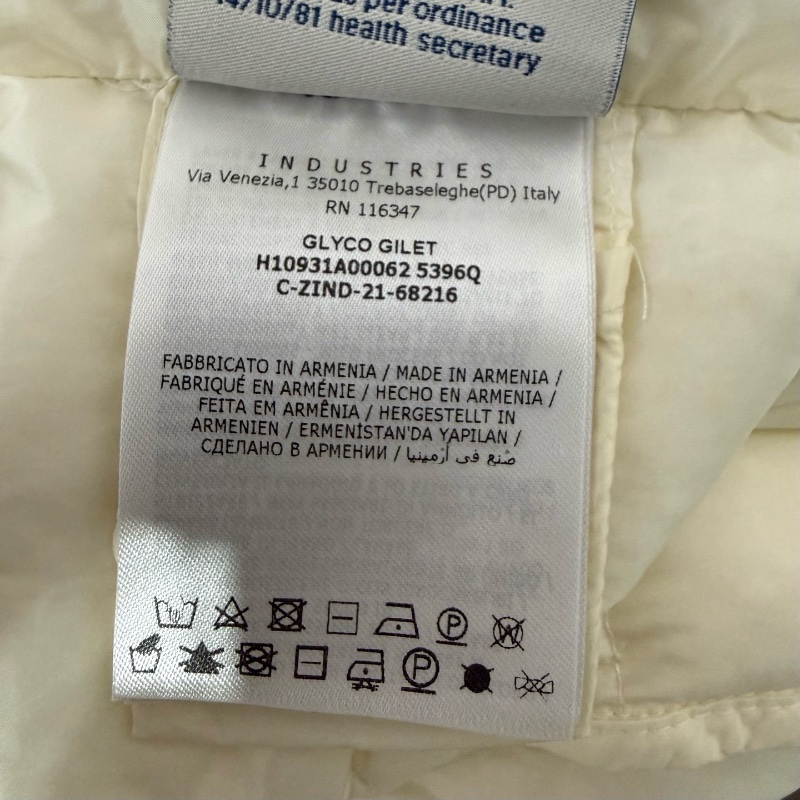 per ordinance
14/10/81 health secretary
INDUSTRIES
Via Venezia,1 35010 Trebaseleghe(PD) Italy
RN 116347
GLYCO GILET
H10931A00062 5396Q
C-ZIND-21-68216
FABBRICATO IN ARMENIA / MADE IN ARMENIA /
FABRIQUÉ EN ARMÉNIE / HECHO EN ARMENIA /
FEITA EM ARMÊNIA / HERGESTELLT IN
ARMENIEN / ERMENİSTAN'DA YAPILAN /
СДЕЛАНО В АРМЕНИИ / صنع في أرمينيا
P W
P